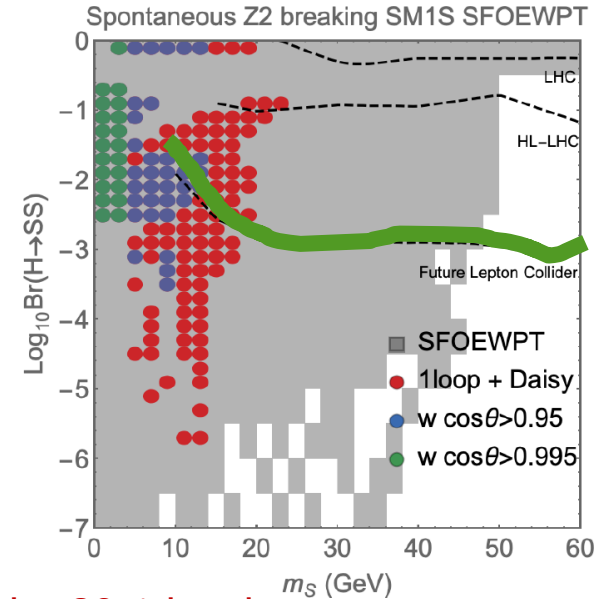 Spontaneous Z2 breaking SM1S SFOEWPT
0
LHC
−1
HL−LHC
−2
−3
Future Lepton Collider
Log₁₀Br(H→SS)
−4
SFOEWPT
1loop + Daisy
−5
w cosθ>0.95
−6
w cosθ>0.995
−7
0 10 20 30 40 50 60
m_S (GeV)